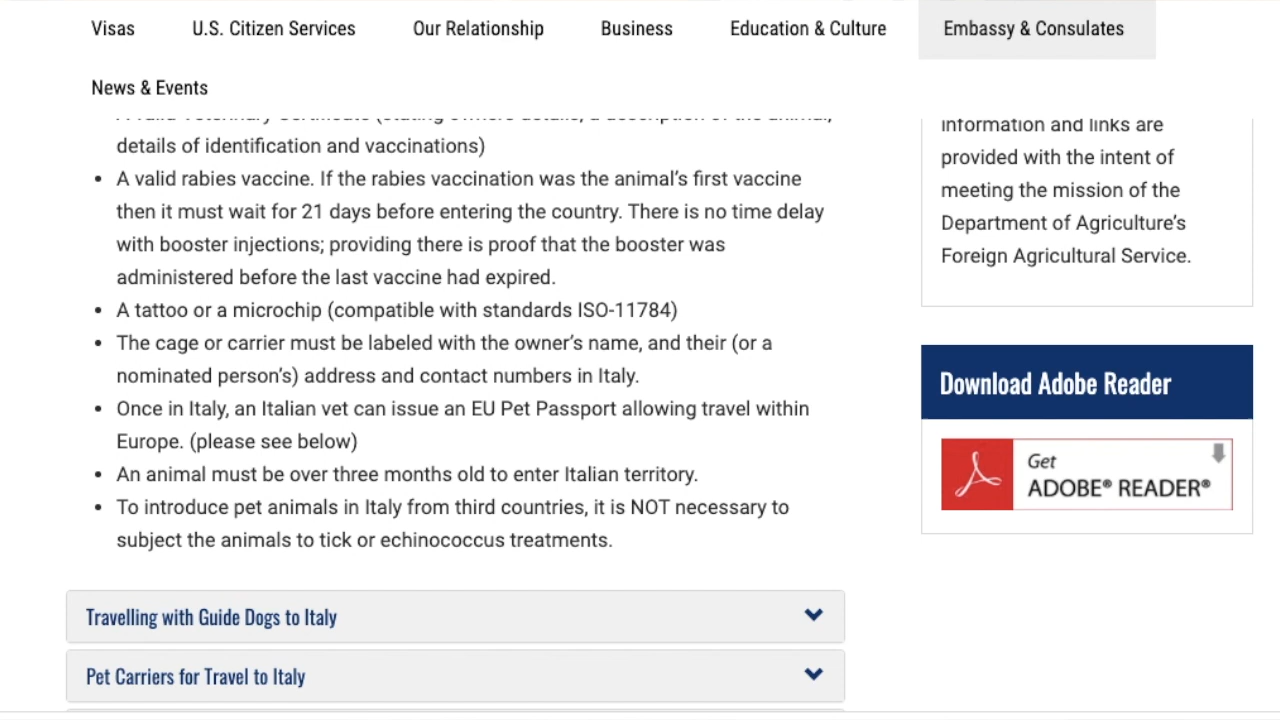 Visas U.S. Citizen Services Our Relationship Business Education & Culture Embassy & Consulates
News & Events
details of identification and vaccinations)
• A valid rabies vaccine. If the rabies vaccination was the animal's first vaccine
then it must wait for 21 days before entering the country. There is no time delay
with booster injections; providing there is proof that the booster was
administered before the last vaccine had expired.
• A tattoo or a microchip (compatible with standards ISO-11784)
• The cage or carrier must be labeled with the owner's name, and their (or a
nominated person's) address and contact numbers in Italy.
• Once in Italy, an Italian vet can issue an EU Pet Passport allowing travel within
Europe. (please see below)
• An animal must be over three months old to enter Italian territory.
• To introduce pet animals in Italy from third countries, it is NOT necessary to
subject the animals to tick or echinococcus treatments.
Travelling with Guide Dogs to Italy
Pet Carriers for Travel to Italy
information and links are
provided with the intent of
meeting the mission of the
Department of Agriculture's
Foreign Agricultural Service.
Download Adobe Reader
Get
ADOBE® READER®